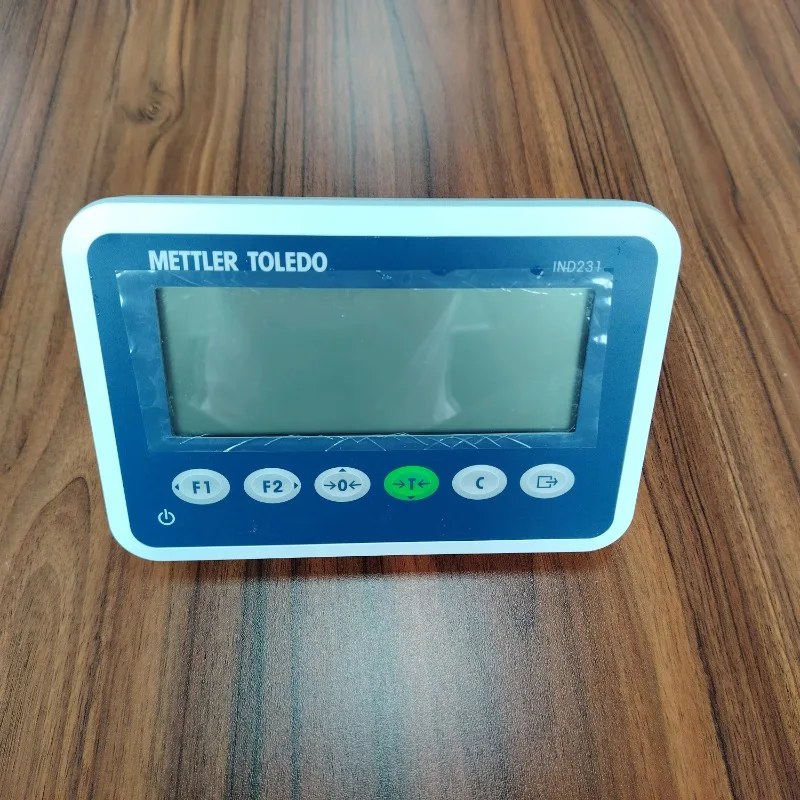 METTLER TOLEDO
IND231
F1 F2 →0← →T← C